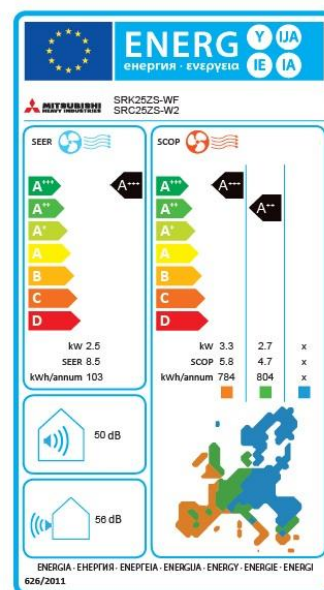 ENERG Y IJA
енергия · ενεργεια IE IA
MITSUBISHI HEAVY INDUSTRIES
SRK25ZS-WF
SRC25ZS-W2
SEER
A+++ A+++
A++
A+
A
B
C
D
kW 2.5
SEER 8.5
kWh/annum 103
SCOP
A+++ A+++
A++ A++
A+
A
B
C
D
kW 3.3 2.7 x
SCOP 5.8 4.7 x
kWh/annum 784 804 x
50 dB
56 dB
ENERGIA · ЕНЕРГИЯ · ΕΝΕΡΓΕΙΑ · ENERGIJA · ENERGY · ENERGIE · ENERGI
626/2011